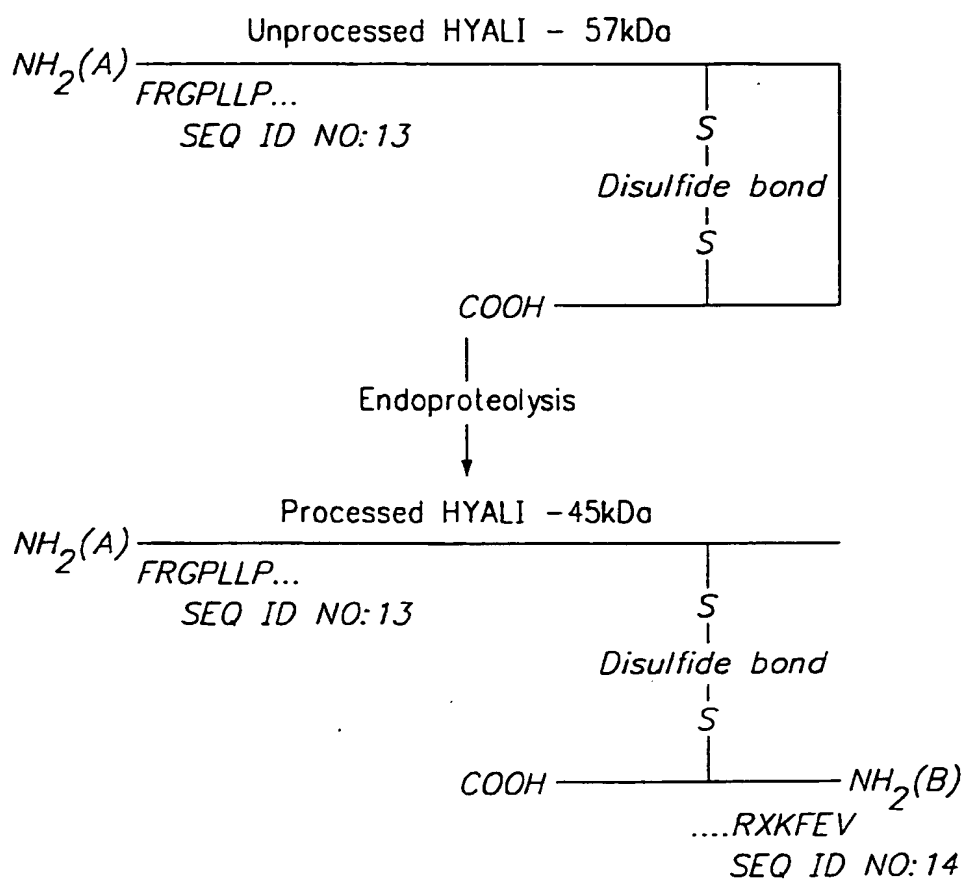 Unprocessed HYALI - 57kDa
NH2(A)
FRGPLLP...
SEQ ID NO: 13
S
Disulfide bond
S
COOH
Endoproteolysis
Processed HYALI -45kDa
NH2(A)
FRGPLLP...
SEQ ID NO: 13
S
Disulfide bond
S
COOH NH2(B)
....RXKFEV
SEQ ID NO: 14